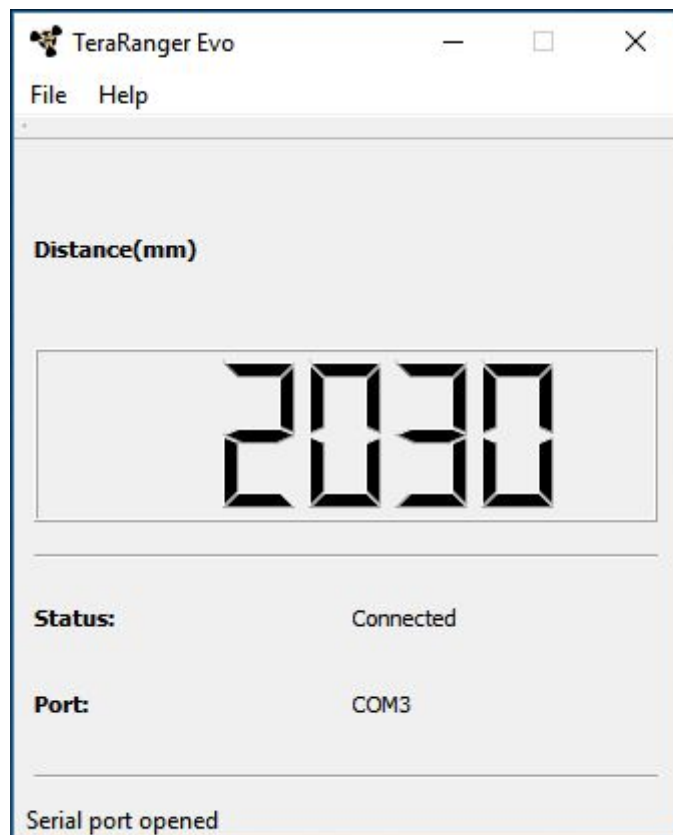 TeraRanger Evo
File Help
Distance(mm)
2030
Status: Connected
Port: COM3
Serial port opened